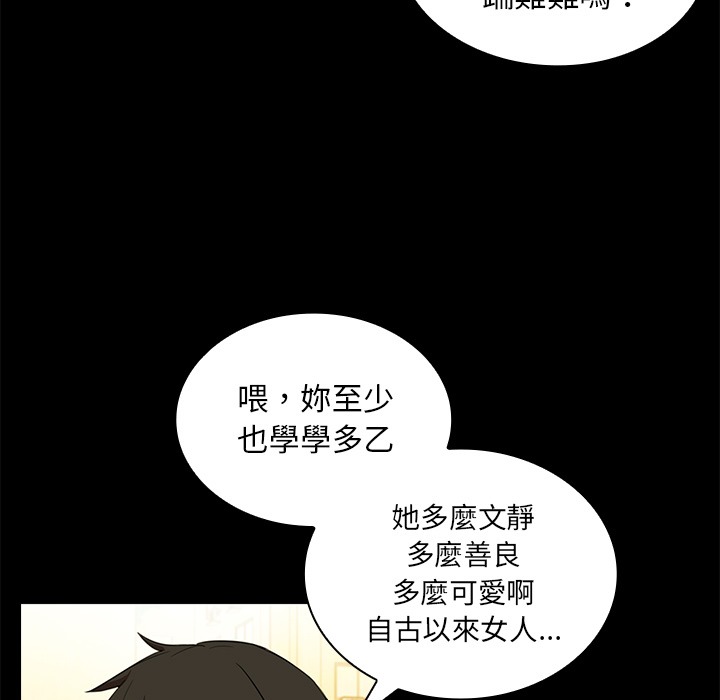 喂，妳至少
也學學多乙
她多麼文靜
多麼善良
多麼可愛啊
自古以來女人…